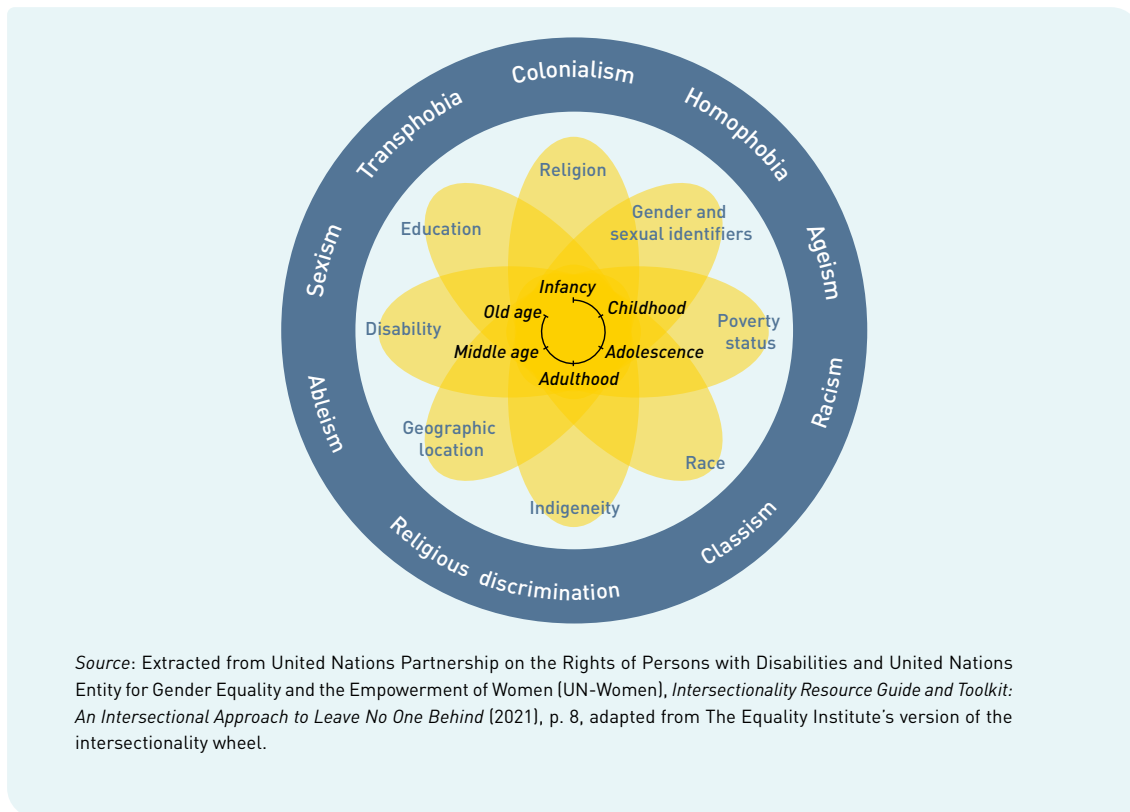 Colonialism
Homophobia
Ageism
Racism
Classism
Religious discrimination
Ableism
Sexism
Transphobia
Religion
Gender and
sexual identifiers
Poverty
status
Race
Indigeneity
Geographic
location
Disability
Education
Infancy
Childhood
Adolescence
Adulthood
Middle age
Old age
Source: Extracted from United Nations Partnership on the Rights of Persons with Disabilities and United Nations
Entity for Gender Equality and the Empowerment of Women (UN-Women), Intersectionality Resource Guide and Toolkit:
An Intersectional Approach to Leave No One Behind (2021), p. 8, adapted from The Equality Institute’s version of the
intersectionality wheel.